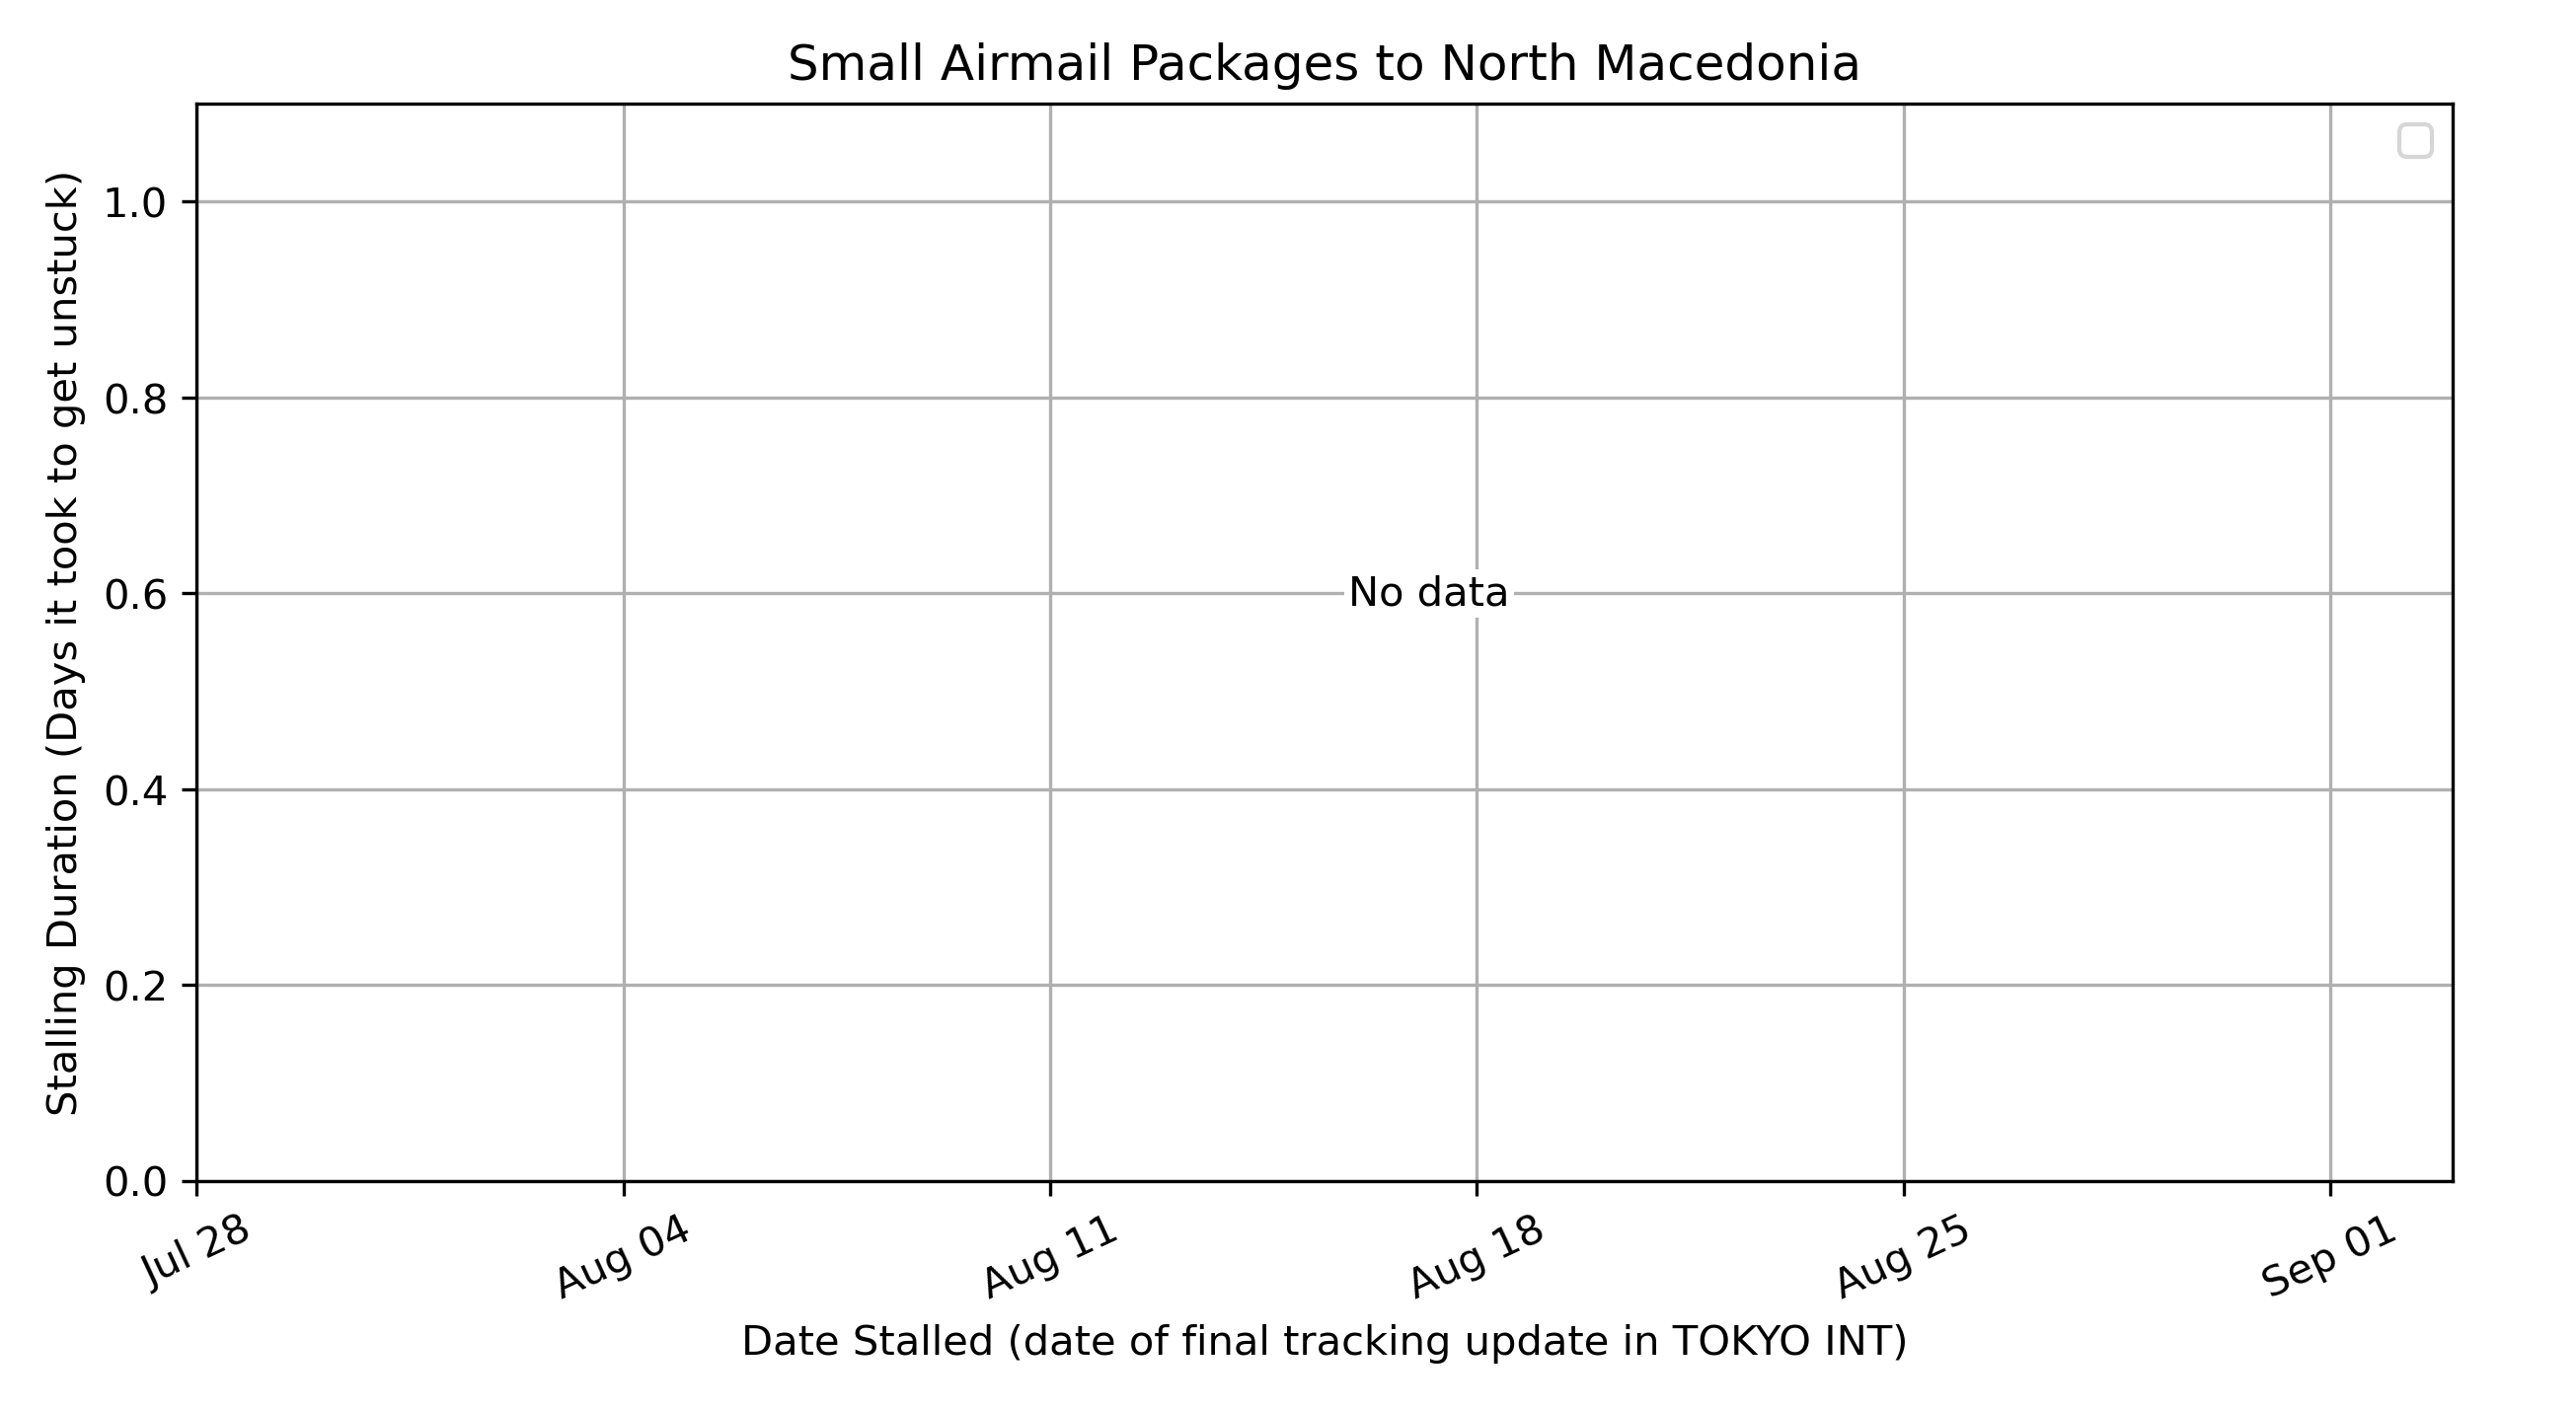 Small Airmail Packages to North Macedonia
Stalling Duration (Days it took to get unstuck)
1.0
0.8
0.6
0.4
0.2
0.0
No data
Jul 28
Aug 04
Aug 11
Aug 18
Aug 25
Sep 01
Date Stalled (date of final tracking update in TOKYO INT)